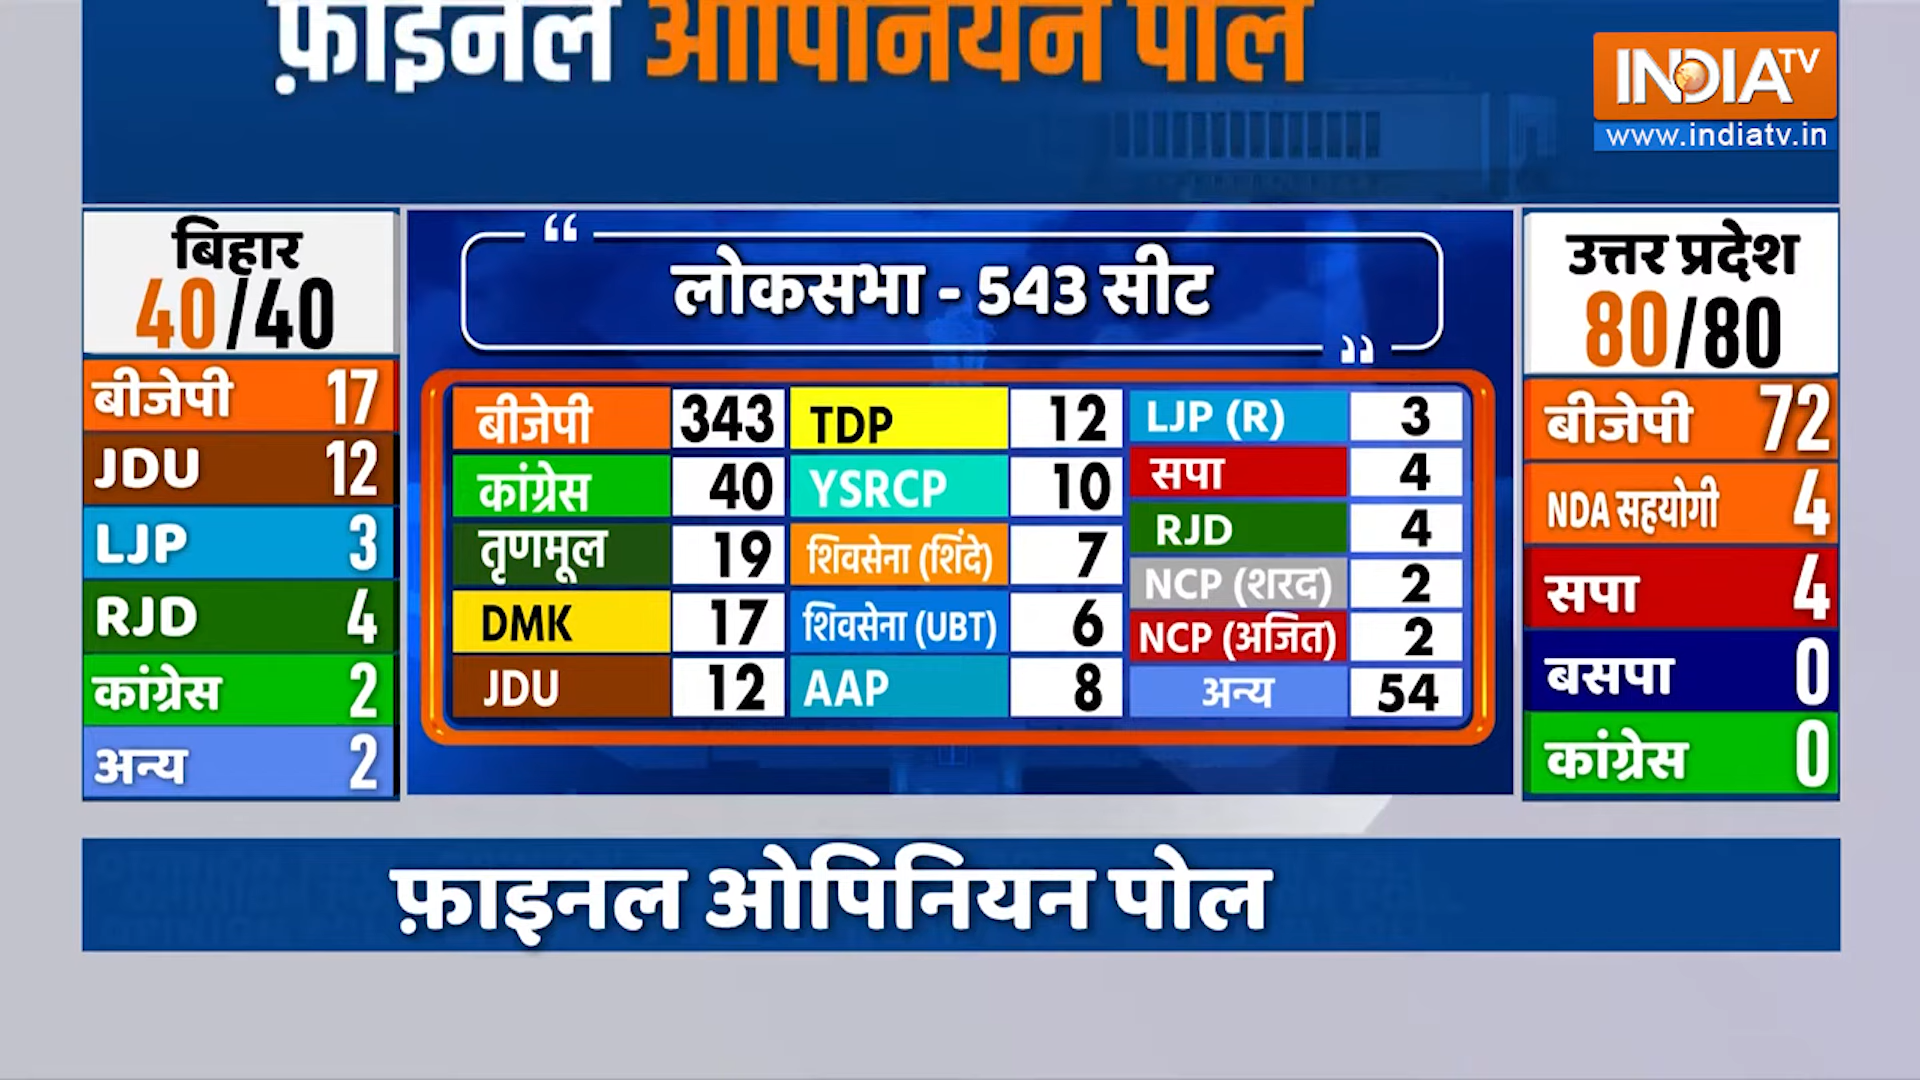 फ़ाइनल ओपिनियन पोल
INDIA TV
www.indiatv.in
बिहार
40/40
बीजेपी 17
JDU 12
LJP 3
RJD 4
कांग्रेस 2
अन्य 2
लोकसभा - 543 सीट
बीजेपी 343
कांग्रेस 40
तृणमूल 19
DMK 17
JDU 12
TDP 12
YSRCP 10
शिवसेना (शिंदे) 7
शिवसेना (UBT) 6
AAP 8
LJP (R) 3
सपा 4
RJD 4
NCP (शरद) 2
NCP (अजित) 2
अन्य 54
उत्तर प्रदेश
80/80
बीजेपी 72
NDA सहयोगी 4
सपा 4
बसपा 0
कांग्रेस 0
फ़ाइनल ओपिनियन पोल